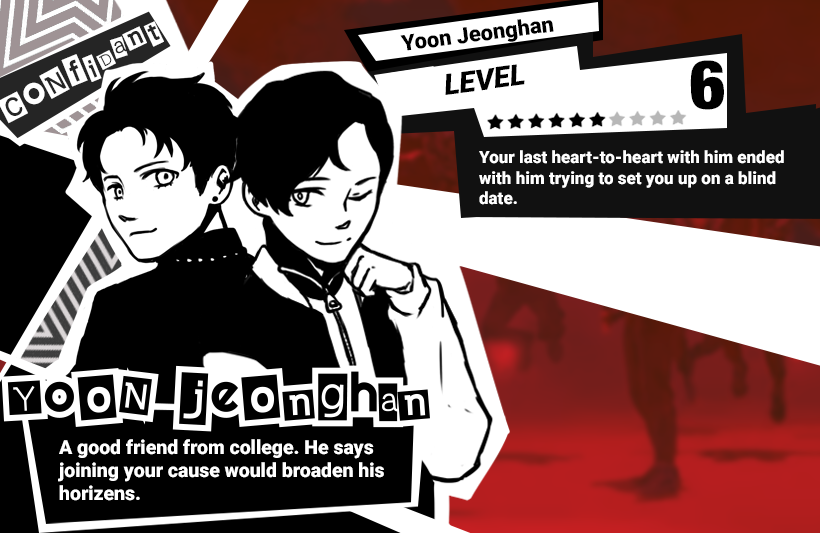 CONfiDAnt
Yoon Jeonghan
LEVEL
6
Your last heart-to-heart with him ended
with him trying to set you up on a blind
date.
YOON jeonghan
A good friend from college. He says
joining your cause would broaden his
horizens.